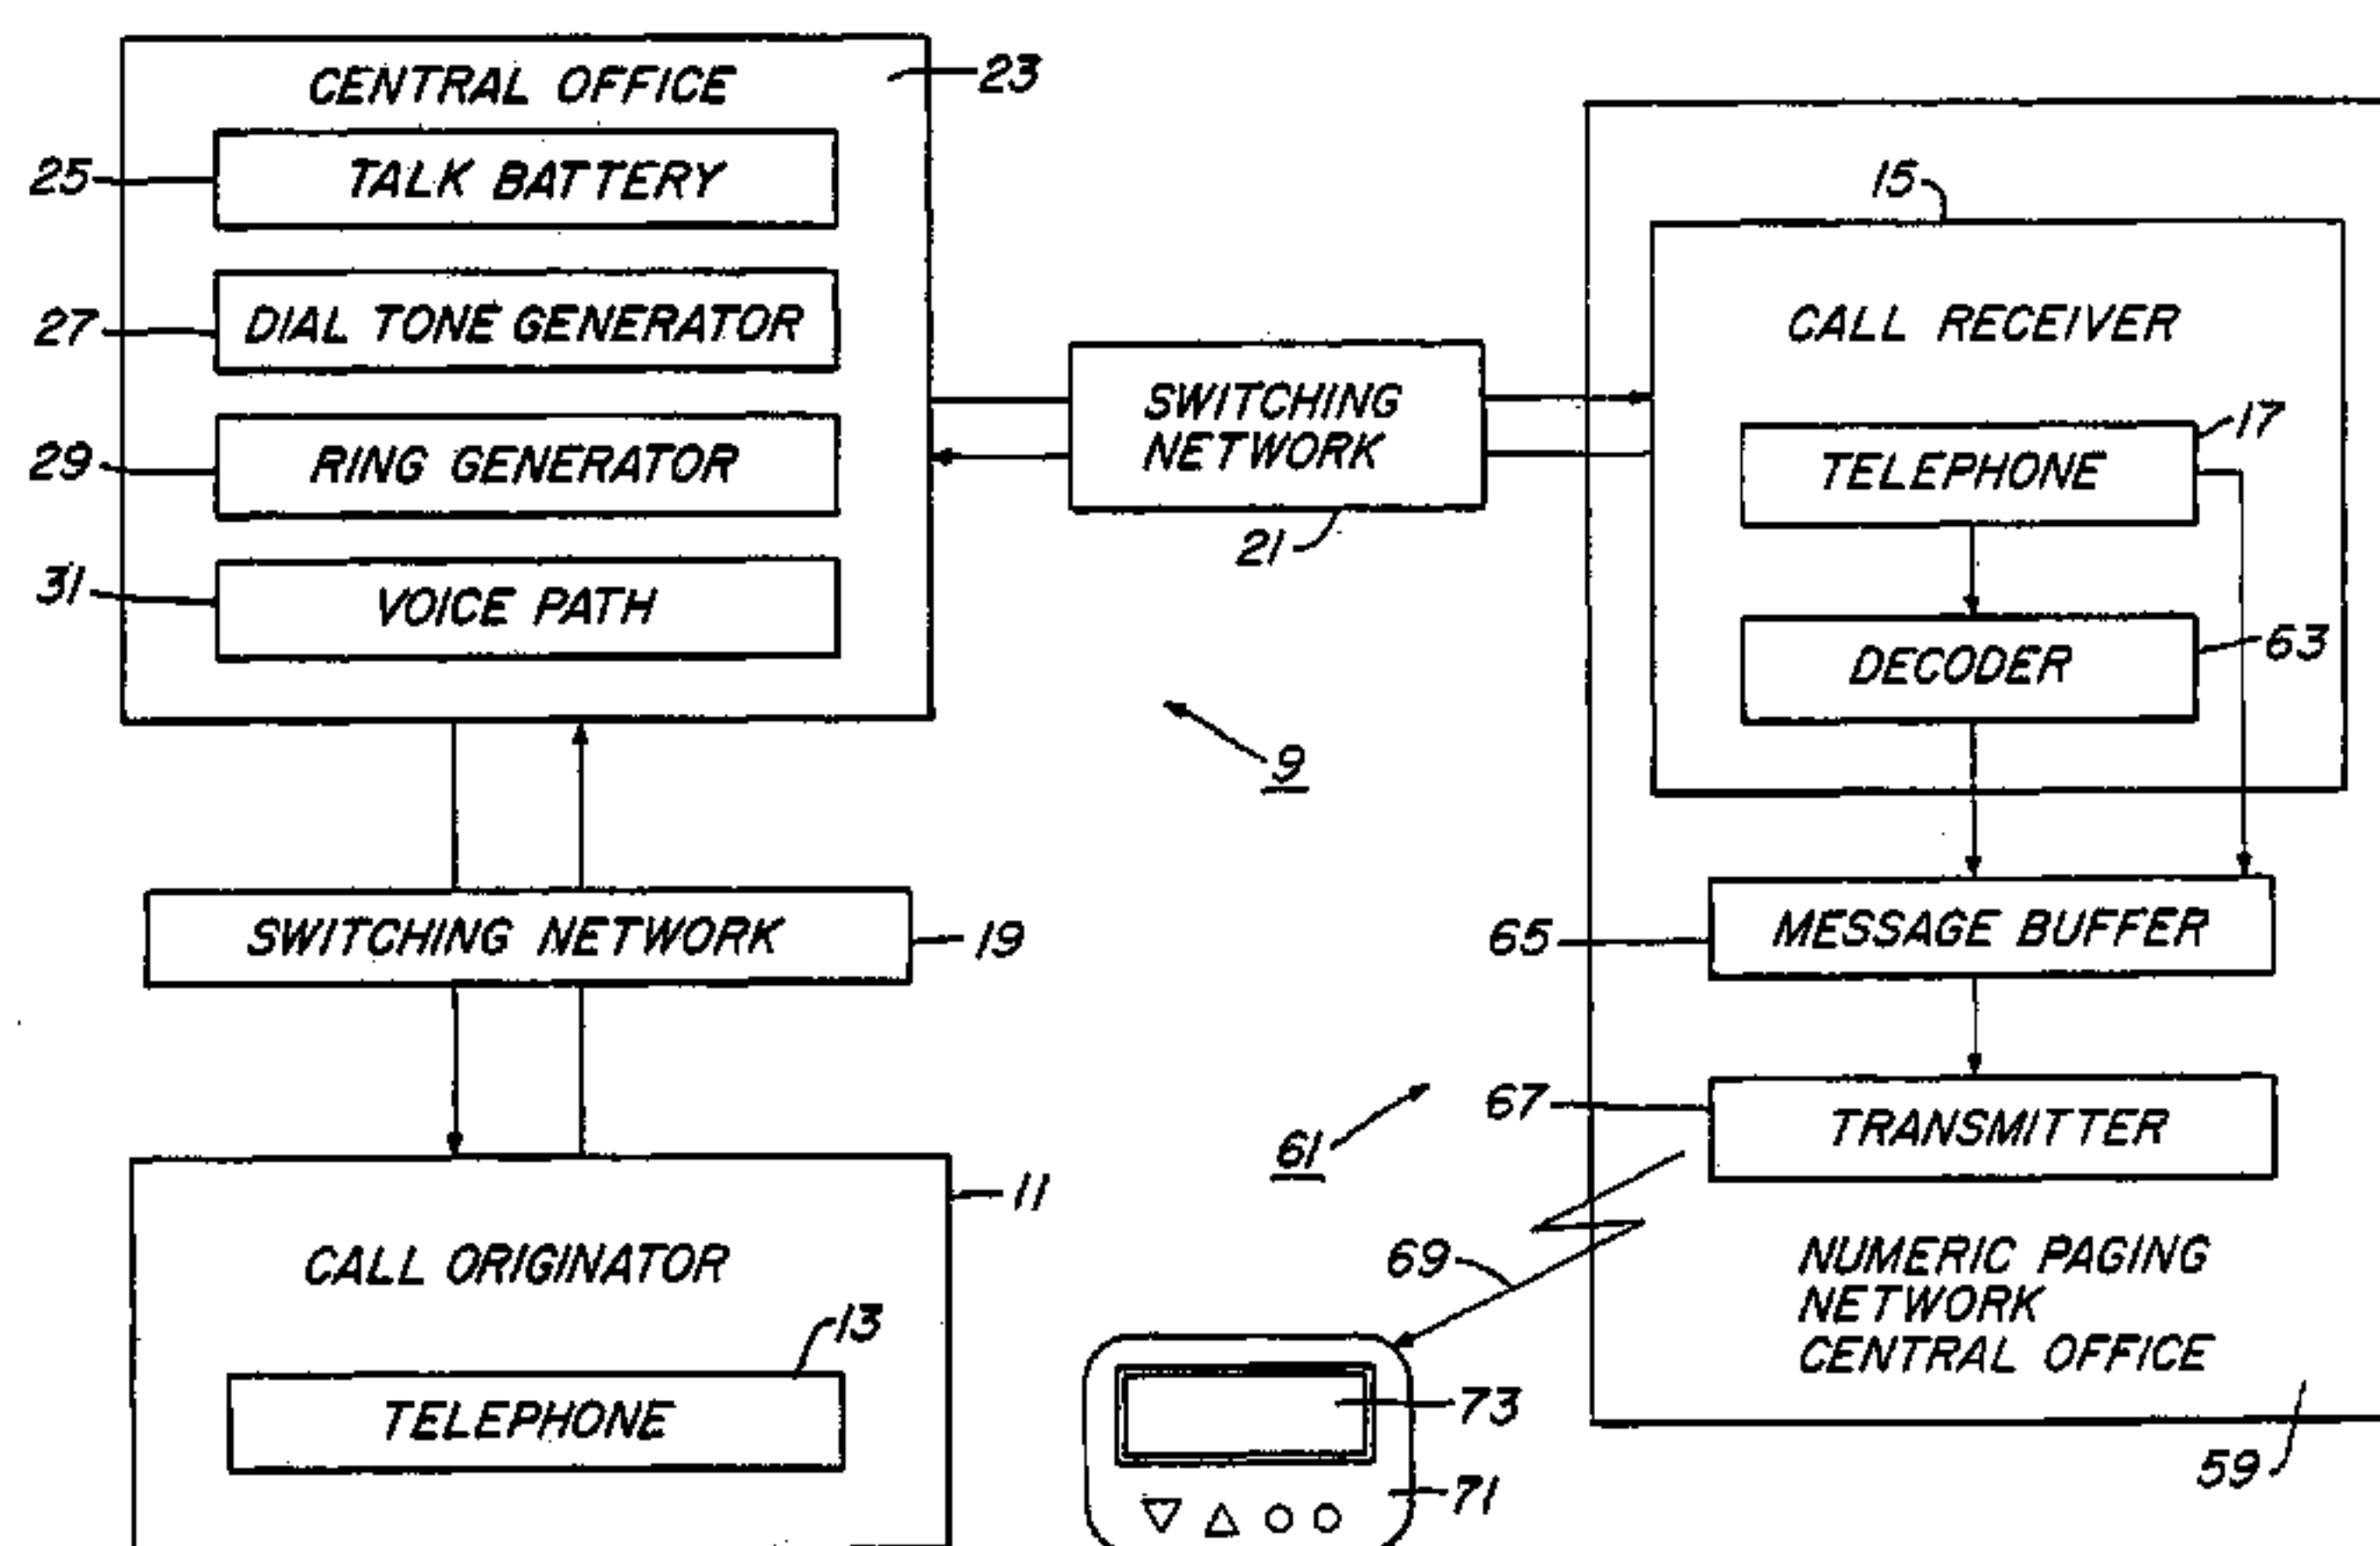 CENTRAL OFFICE
23
25
TALK BATTERY
27
DIAL TONE GENERATOR
29
RING GENERATOR
31
VOICE PATH
SWITCHING
NETWORK
21
15
CALL RECEIVER
17
TELEPHONE
DECODER
63
9
SWITCHING NETWORK
19
65
MESSAGE BUFFER
67
TRANSMITTER
61
11
CALL ORIGINATOR
13
TELEPHONE
69
NUMERIC PAGING
NETWORK
CENTRAL OFFICE
73
71
59